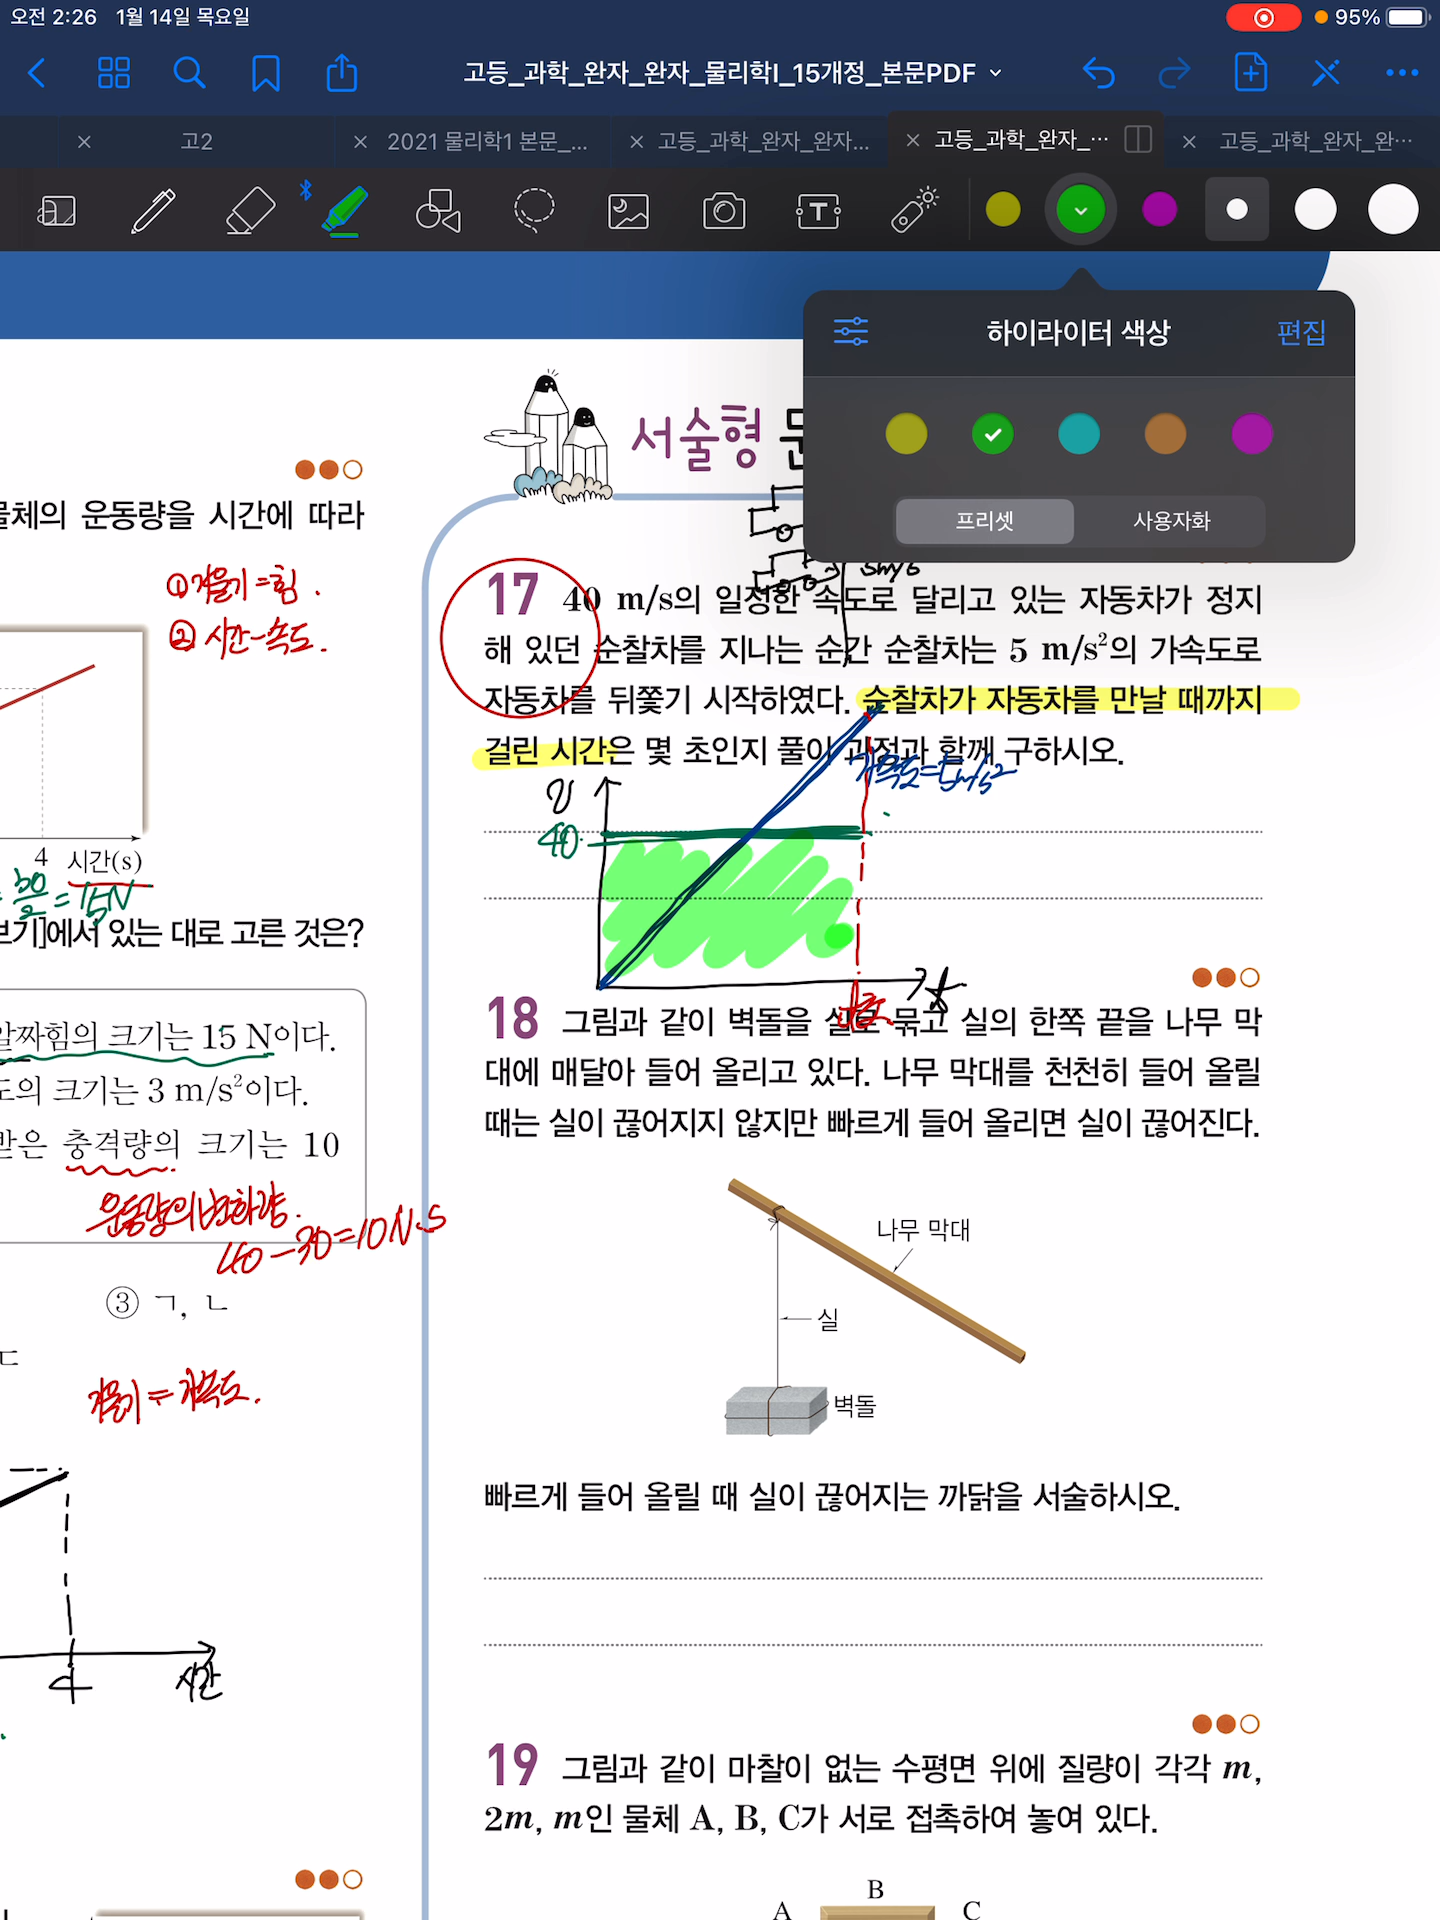 오전 2:26 1월 14일 목요일
95%
고등_과학_완자_완자_물리학I_15개정_본문PDF
고2
2021 물리학1 본문_...
고등_과학_완자_완자...
고등_과학_완자_...
고등_과학_완자_완...
하이라이터 색상
편집
프리셋
사용자화
물체의 운동량을 시간에 따라
①기울기=힘.
② 시간-속도.
4 시간(s)
= 30/2 = 15N
보기]에서 있는 대로 고른 것은?
알짜힘의 크기는 15 N이다.
도의 크기는 3 m/s²이다.
받은 충격량의 크기는 10
운동량의 변화량.
40-30=10N·s
③ ㄱ, ㄴ
ㄷ
기울기=가속도.
4
시간
서술형
17 40 m/s의 일정한 속도로 달리고 있는 자동차가 정지
해 있던 순찰차를 지나는 순간 순찰차는 5 m/s²의 가속도로
자동차를 뒤쫓기 시작하였다. 순찰차가 자동차를 만날 때까지
걸린 시간은 몇 초인지 풀이 과정과 함께 구하시오.
가속도=5m/s²
v
40
t
18 그림과 같이 벽돌을 실로 묶고 실의 한쪽 끝을 나무 막
대에 매달아 들어 올리고 있다. 나무 막대를 천천히 들어 올릴
때는 실이 끊어지지 않지만 빠르게 들어 올리면 실이 끊어진다.
나무 막대
실
벽돌
빠르게 들어 올릴 때 실이 끊어지는 까닭을 서술하시오.
19 그림과 같이 마찰이 없는 수평면 위에 질량이 각각 m,
2m, m인 물체 A, B, C가 서로 접촉하여 놓여 있다.
B
A C